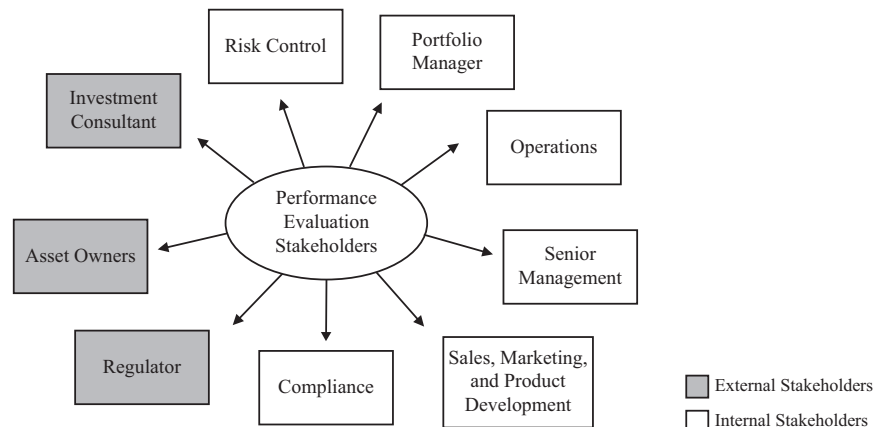 Risk Control
Portfolio
Manager
Investment
Consultant
Operations
Performance
Evaluation
Stakeholders
Asset Owners
Senior
Management
Regulator
Compliance
Sales, Marketing,
and Product
Development
External Stakeholders
Internal Stakeholders